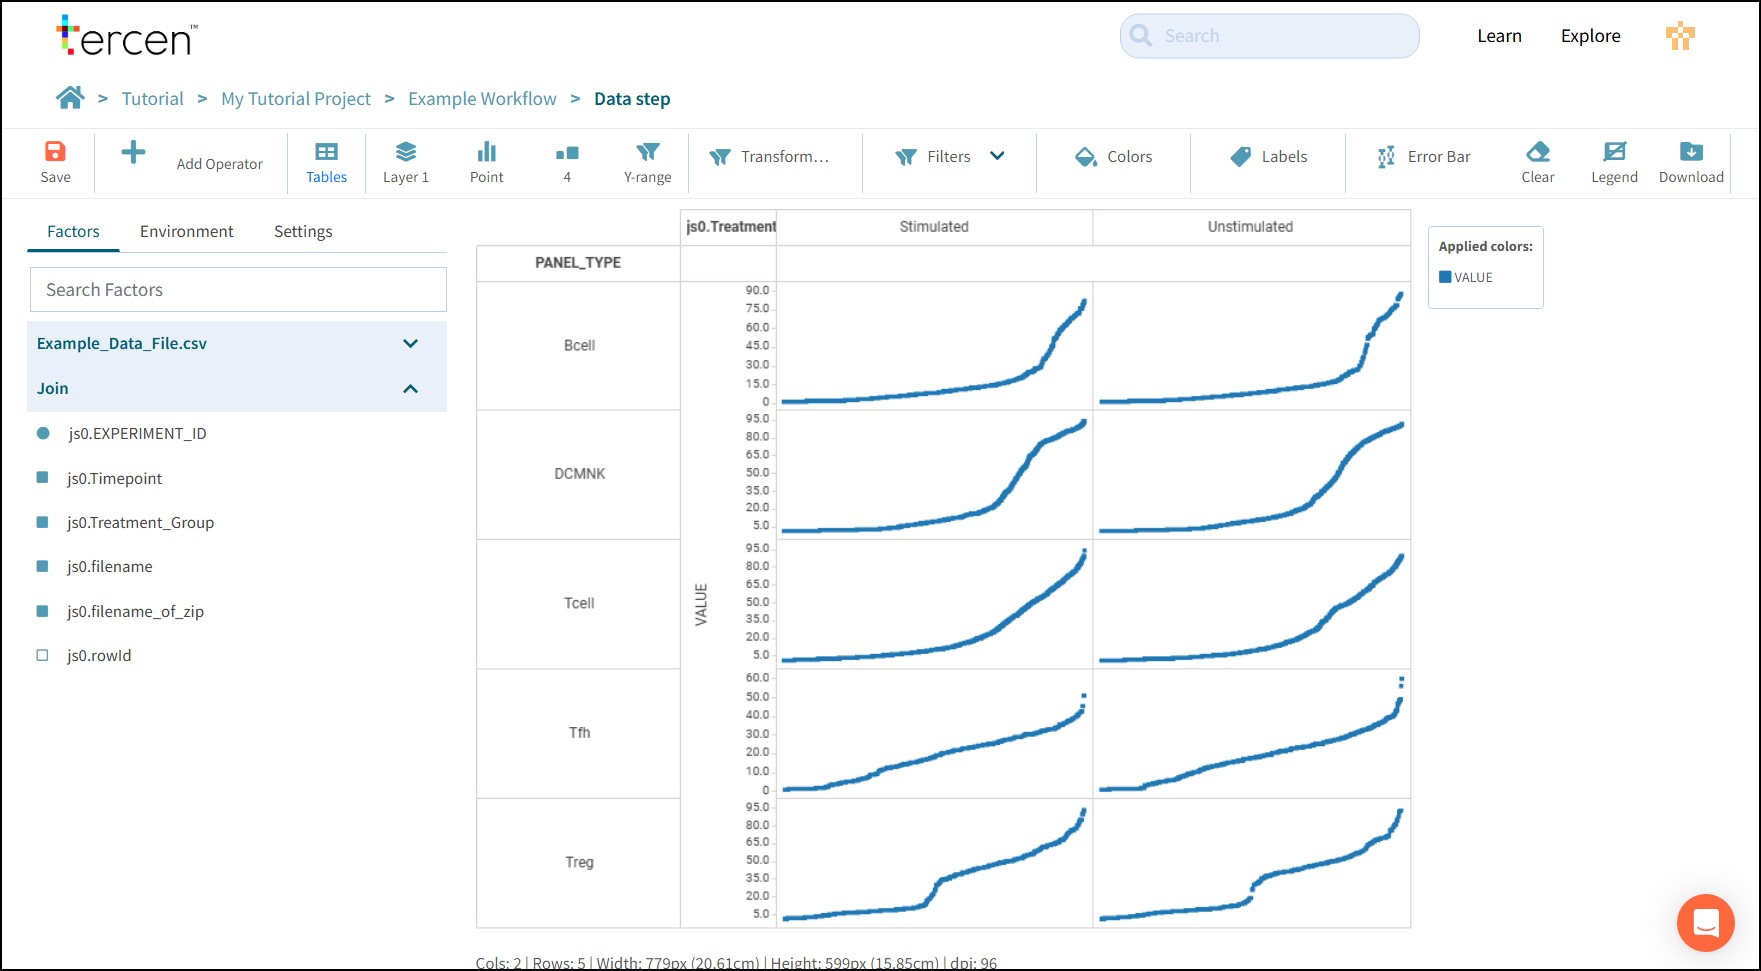 tercen™
Search
Learn
Explore
> Tutorial > My Tutorial Project > Example Workflow > Data step
Save
Add Operator
Tables
Layer 1
Point
4
Y-range
Transform...
Filters
Colors
Labels
Error Bar
Clear
Legend
Download
Factors
Environment
Settings
Search Factors
Example_Data_File.csv
Join
js0.EXPERIMENT_ID
js0.Timepoint
js0.Treatment_Group
js0.filename
js0.filename_of_zip
js0.rowId
js0.Treatment
Stimulated
Unstimulated
PANEL_TYPE
VALUE
Bcell
90.0
75.0
60.0
45.0
30.0
15.0
0
DCMNK
95.0
80.0
65.0
50.0
35.0
20.0
5.0
Tcell
95.0
80.0
65.0
50.0
35.0
20.0
5.0
Tfh
60.0
50.0
40.0
30.0
20.0
10.0
0
Treg
95.0
80.0
65.0
50.0
35.0
20.0
5.0
Applied colors:
VALUE
Cols: 2 | Rows: 5 | Width: 779px (20.61cm) | Height: 599px (15.85cm) | dpi: 96